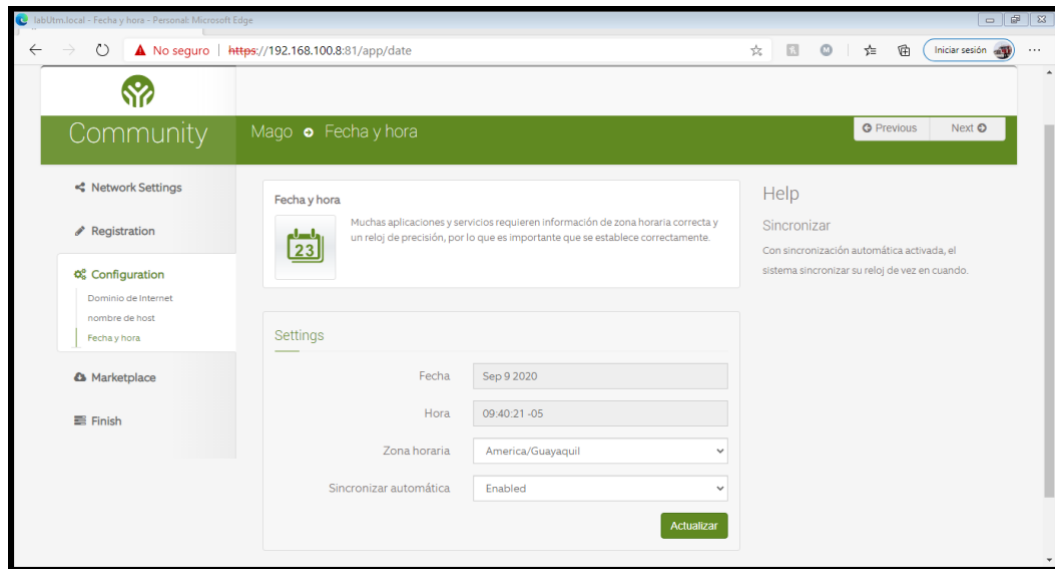 labUtm.local - Fecha y hora - Personal: Microsoft Edge
No seguro | https://192.168.100.8:81/app/date
Iniciar sesión
Community
Mago Fecha y hora
Previous
Next
Network Settings
Registration
Configuration
Dominio de Internet
nombre de host
Fecha y hora
Marketplace
Finish
Fecha y hora
23
Muchas aplicaciones y servicios requieren información de zona horaria correcta y
un reloj de precisión, por lo que es importante que se establece correctamente.
Settings
Fecha Sep 9 2020
Hora 09:40:21 -05
Zona horaria America/Guayaquil
Sincronizar automática Enabled
Actualizar
Help
Sincronizar
Con sincronización automática activada, el
sistema sincronizar su reloj de vez en cuando.